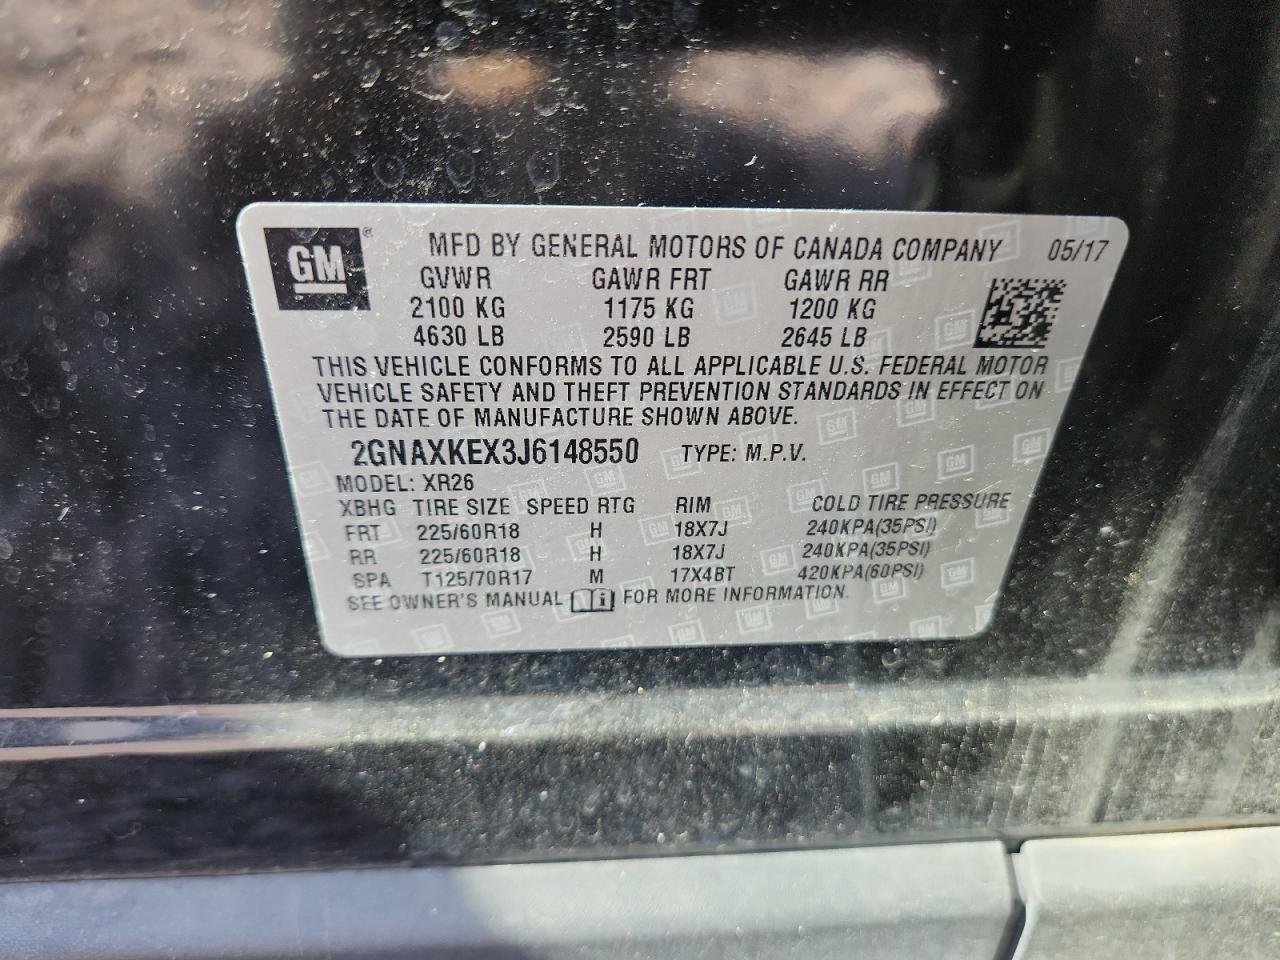 GM ® MFD BY GENERAL MOTORS OF CANADA COMPANY 05/17
GVWR GAWR FRT GAWR RR
2100 KG 1175 KG 1200 KG
4630 LB 2590 LB 2645 LB
THIS VEHICLE CONFORMS TO ALL APPLICABLE U.S. FEDERAL MOTOR
VEHICLE SAFETY AND THEFT PREVENTION STANDARDS IN EFFECT ON
THE DATE OF MANUFACTURE SHOWN ABOVE.
2GNAXKEX3J6148550 TYPE: M.P.V.
MODEL: XR26
XBHG TIRE SIZE SPEED RTG RIM COLD TIRE PRESSURE
FRT 225/60R18 H 18X7J 240KPA(35PSI)
RR 225/60R18 H 18X7J 240KPA(35PSI)
SPA T125/70R17 M 17X4BT 420KPA(60PSI)
SEE OWNER'S MANUAL i FOR MORE INFORMATION.